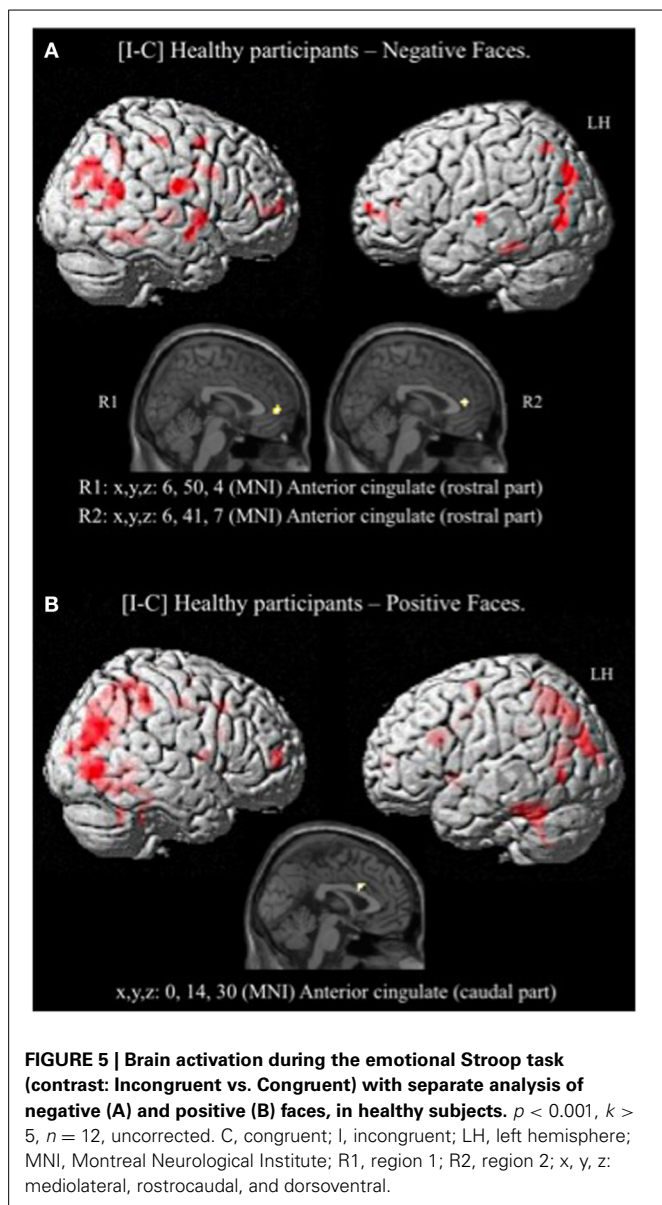 A [I-C] Healthy participants – Negative Faces.
LH
R1 R2
R1: x,y,z: 6, 50, 4 (MNI) Anterior cingulate (rostral part)
R2: x,y,z: 6, 41, 7 (MNI) Anterior cingulate (rostral part)
B [I-C] Healthy participants – Positive Faces.
LH
x,y,z: 0, 14, 30 (MNI) Anterior cingulate (caudal part)
FIGURE 5 | Brain activation during the emotional Stroop task
(contrast: Incongruent vs. Congruent) with separate analysis of
negative (A) and positive (B) faces, in healthy subjects. p < 0.001, k >
5, n = 12, uncorrected. C, congruent; I, incongruent; LH, left hemisphere;
MNI, Montreal Neurological Institute; R1, region 1; R2, region 2; x, y, z:
mediolateral, rostrocaudal, and dorsoventral.